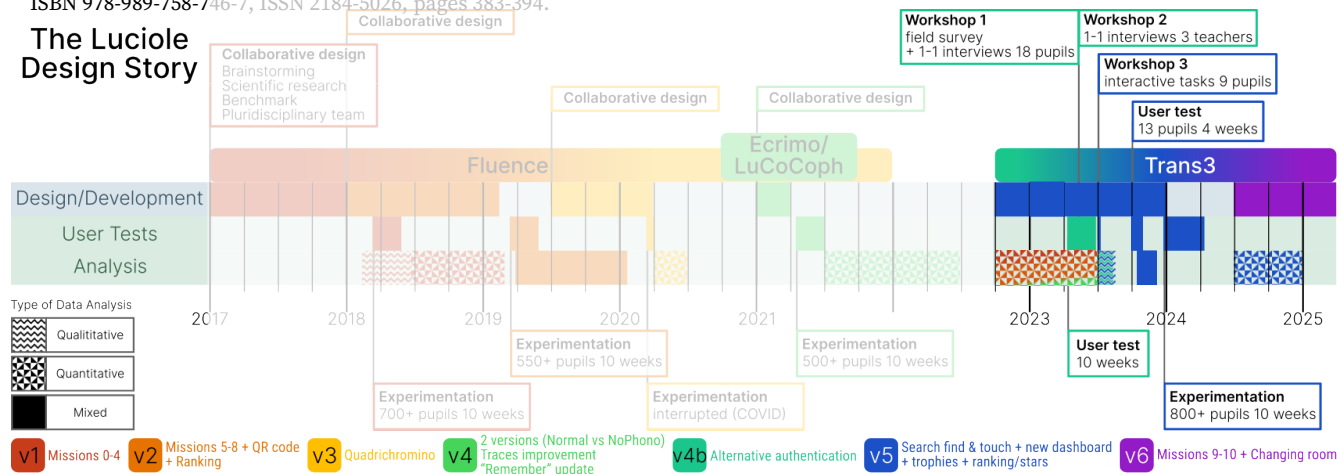 ISBN 978-989-758-746-7, ISSN 2184-5026, pages 383-394.
The Luciole
Design Story
Collaborative design
Collaborative design
Brainstorming
Scientific research
Benchmark
Pluridisciplinary team
Collaborative design
Collaborative design
Workshop 1
field survey
+ 1-1 interviews 18 pupils
Workshop 2
1-1 interviews 3 teachers
Workshop 3
interactive tasks 9 pupils
User test
13 pupils 4 weeks
Fluence
Ecrimo/
LuCoCoph
Trans3
Design/Development
User Tests
Analysis
2017 2018 2019 2020 2021 2023 2024 2025
Type of Data Analysis
Qualititative
Quantitative
Mixed
Experimentation
550+ pupils 10 weeks
Experimentation
500+ pupils 10 weeks
User test
10 weeks
Experimentation
700+ pupils 10 weeks
Experimentation
interrupted (COVID)
Experimentation
800+ pupils 10 weeks
v1 Missions 0-4
v2 Missions 5-8 + QR code
+ Ranking
v3 Quadrichromino
v4 2 versions (Normal vs NoPhono)
Traces improvement
"Remember" update
v4b Alternative authentication
v5 Search find & touch + new dashboard
+ trophies + ranking/stars
v6 Missions 9-10 + Changing room